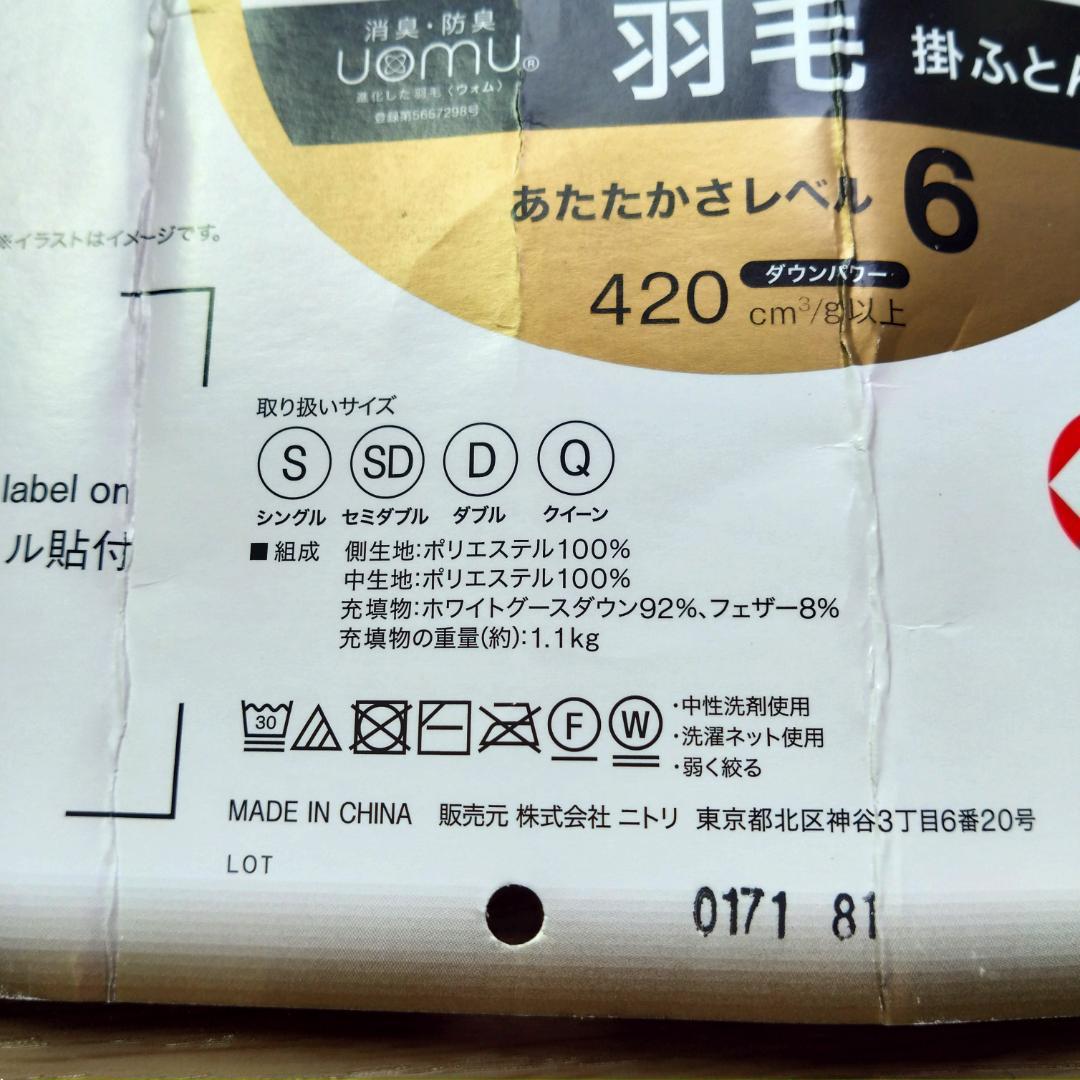 消臭・防臭
uomu®
進化した羽毛〈ウォム〉
登録第5667298号
羽毛 掛ふとん
あたたかさレベル 6
420 ダウンパワー cm³/g以上
※イラストはイメージです。
label on
ル貼付
取り扱いサイズ
S SD D Q
シングル セミダブル ダブル クイーン
■組成 側生地:ポリエステル100%
中生地:ポリエステル100%
充填物:ホワイトグースダウン92%、フェザー8%
充填物の重量(約):1.1kg
30 F W
・中性洗剤使用
・洗濯ネット使用
・弱く絞る
MADE IN CHINA 販売元 株式会社 ニトリ 東京都北区神谷3丁目6番20号
LOT
0171 81